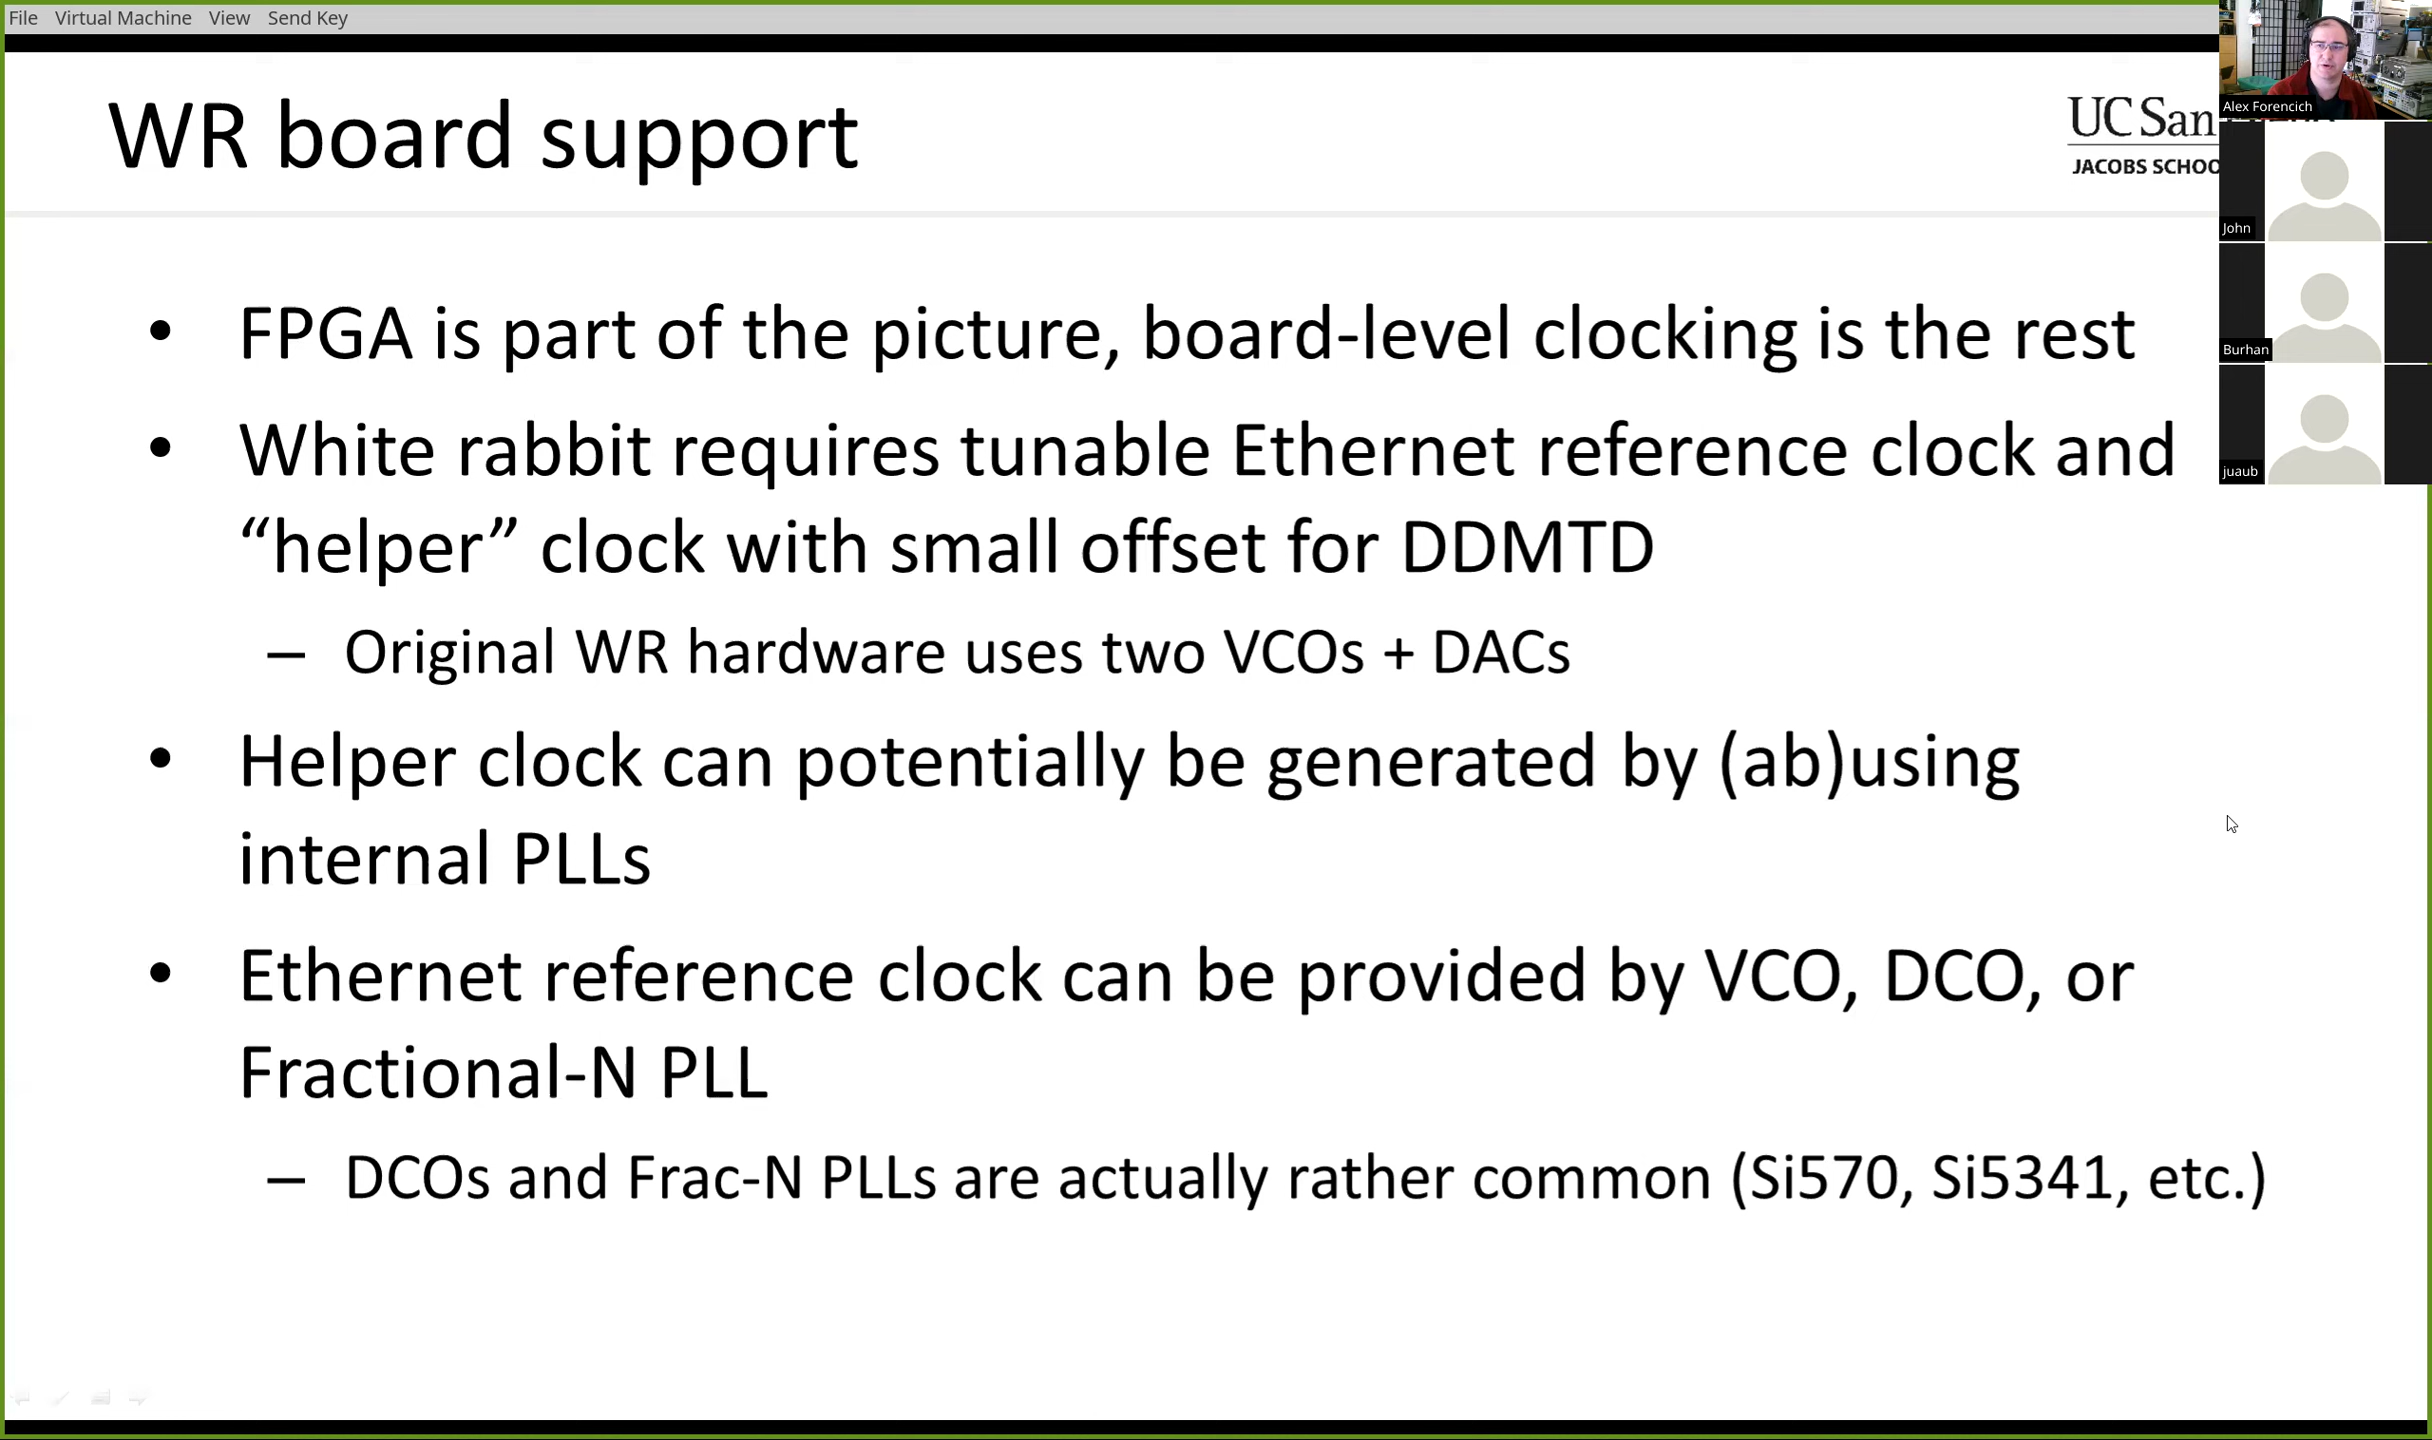 File Virtual Machine View Send Key
WR board support
UC San
JACOBS SCHOO
Alex Forencich
John
Burhan
juaub
• FPGA is part of the picture, board-level clocking is the rest
• White rabbit requires tunable Ethernet reference clock and
“helper” clock with small offset for DDMTD
– Original WR hardware uses two VCOs + DACs
• Helper clock can potentially be generated by (ab)using
internal PLLs
• Ethernet reference clock can be provided by VCO, DCO, or
Fractional-N PLL
– DCOs and Frac-N PLLs are actually rather common (Si570, Si5341, etc.)